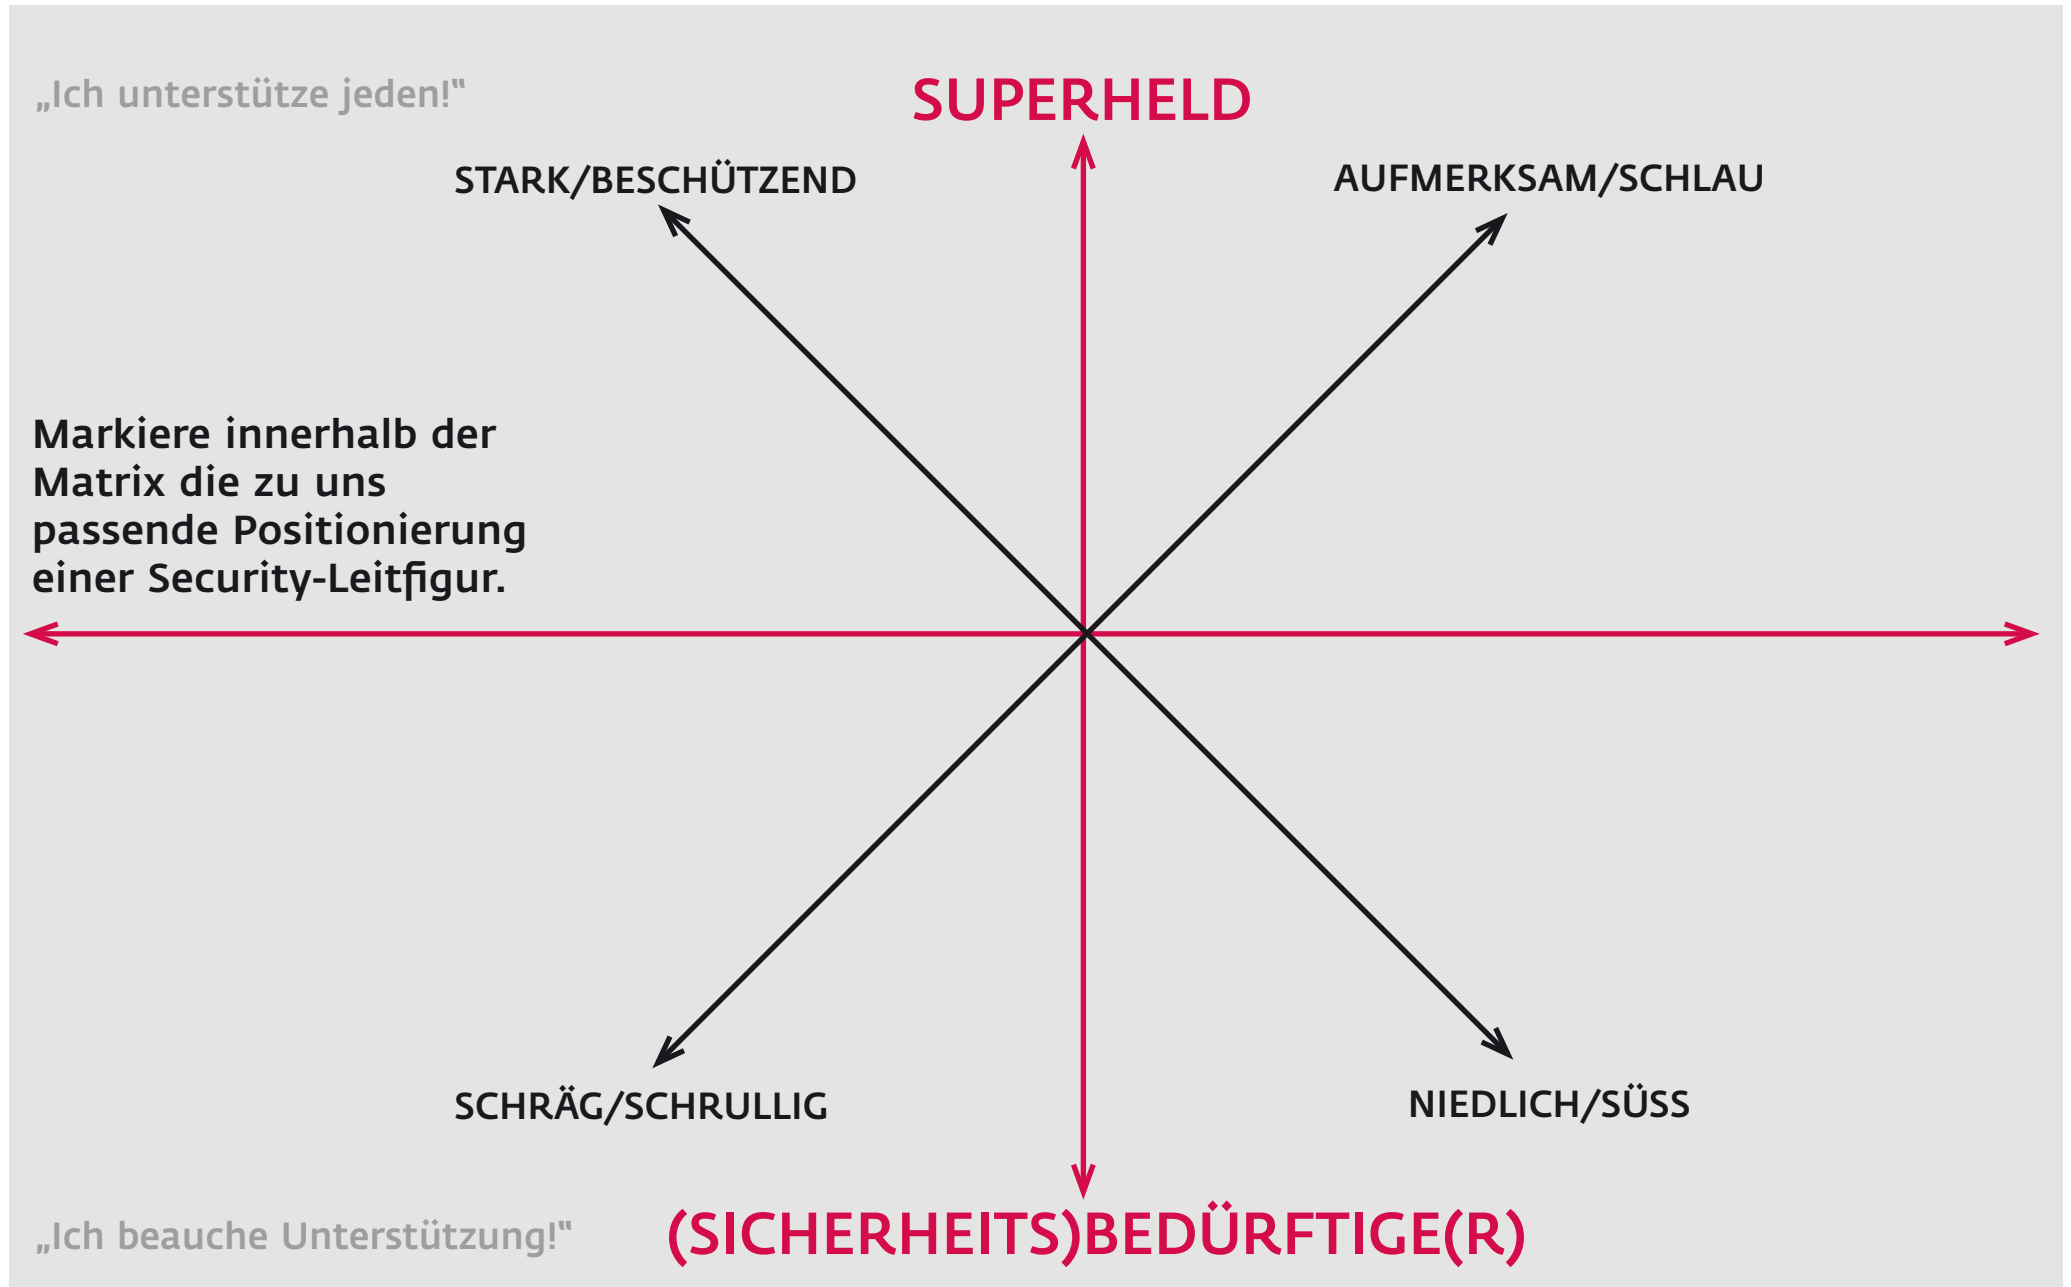 „Ich unterstütze jeden!“
SUPERHELD
STARK/BESCHÜTZEND
AUFMERKSAM/SCHLAU
Markiere innerhalb der
Matrix die zu uns
passende Positionierung
einer Security-Leitfigur.
SCHRÄG/SCHRULLIG
NIEDLICH/SÜSS
„Ich beauche Unterstützung!“
(SICHERHEITS)BEDÜRFTIGE(R)